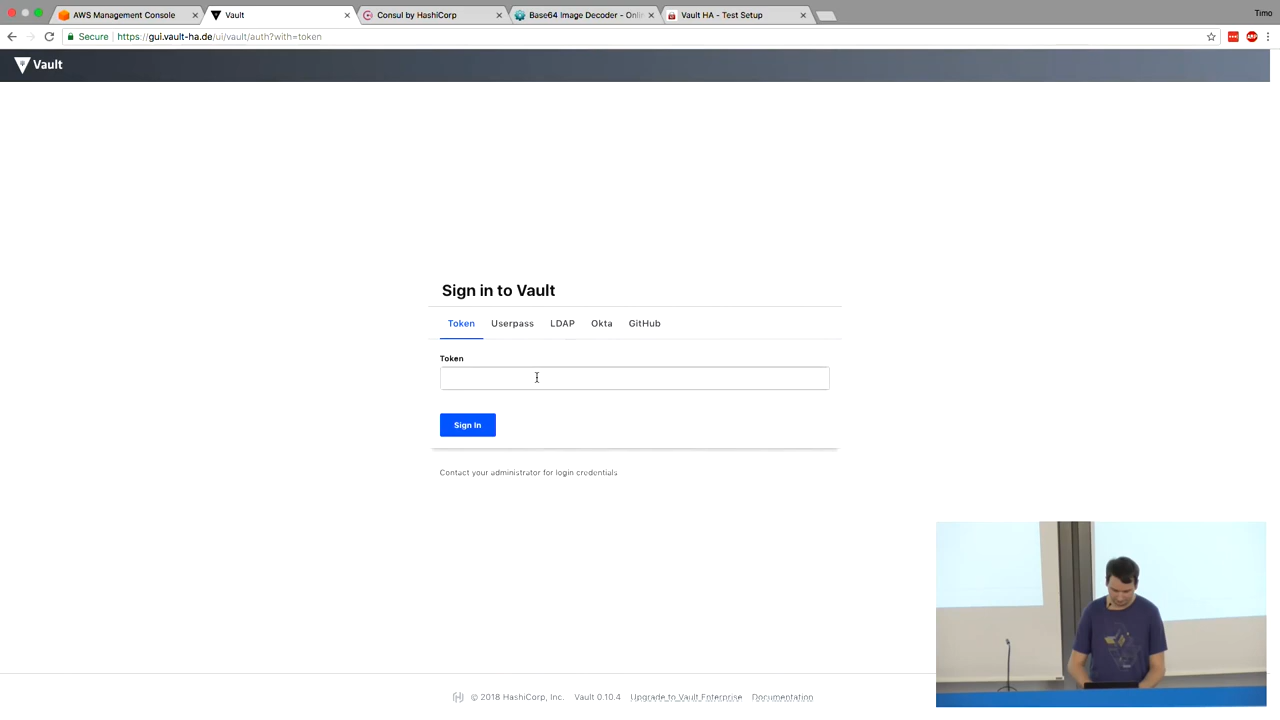 AWS Management Console
Vault
Consul by HashiCorp
Base64 Image Decoder - Onli
Vault HA - Test Setup
Timo
Secure
https://gui.vault-ha.de/ui/vault/auth?with=token
ABP
Vault
Sign in to Vault
Token
Userpass
LDAP
Okta
GitHub
Token
Sign In
Contact your administrator for login credentials
© 2018 HashiCorp, Inc.
Vault 0.10.4
Upgrade to Vault Enterprise
Documentation